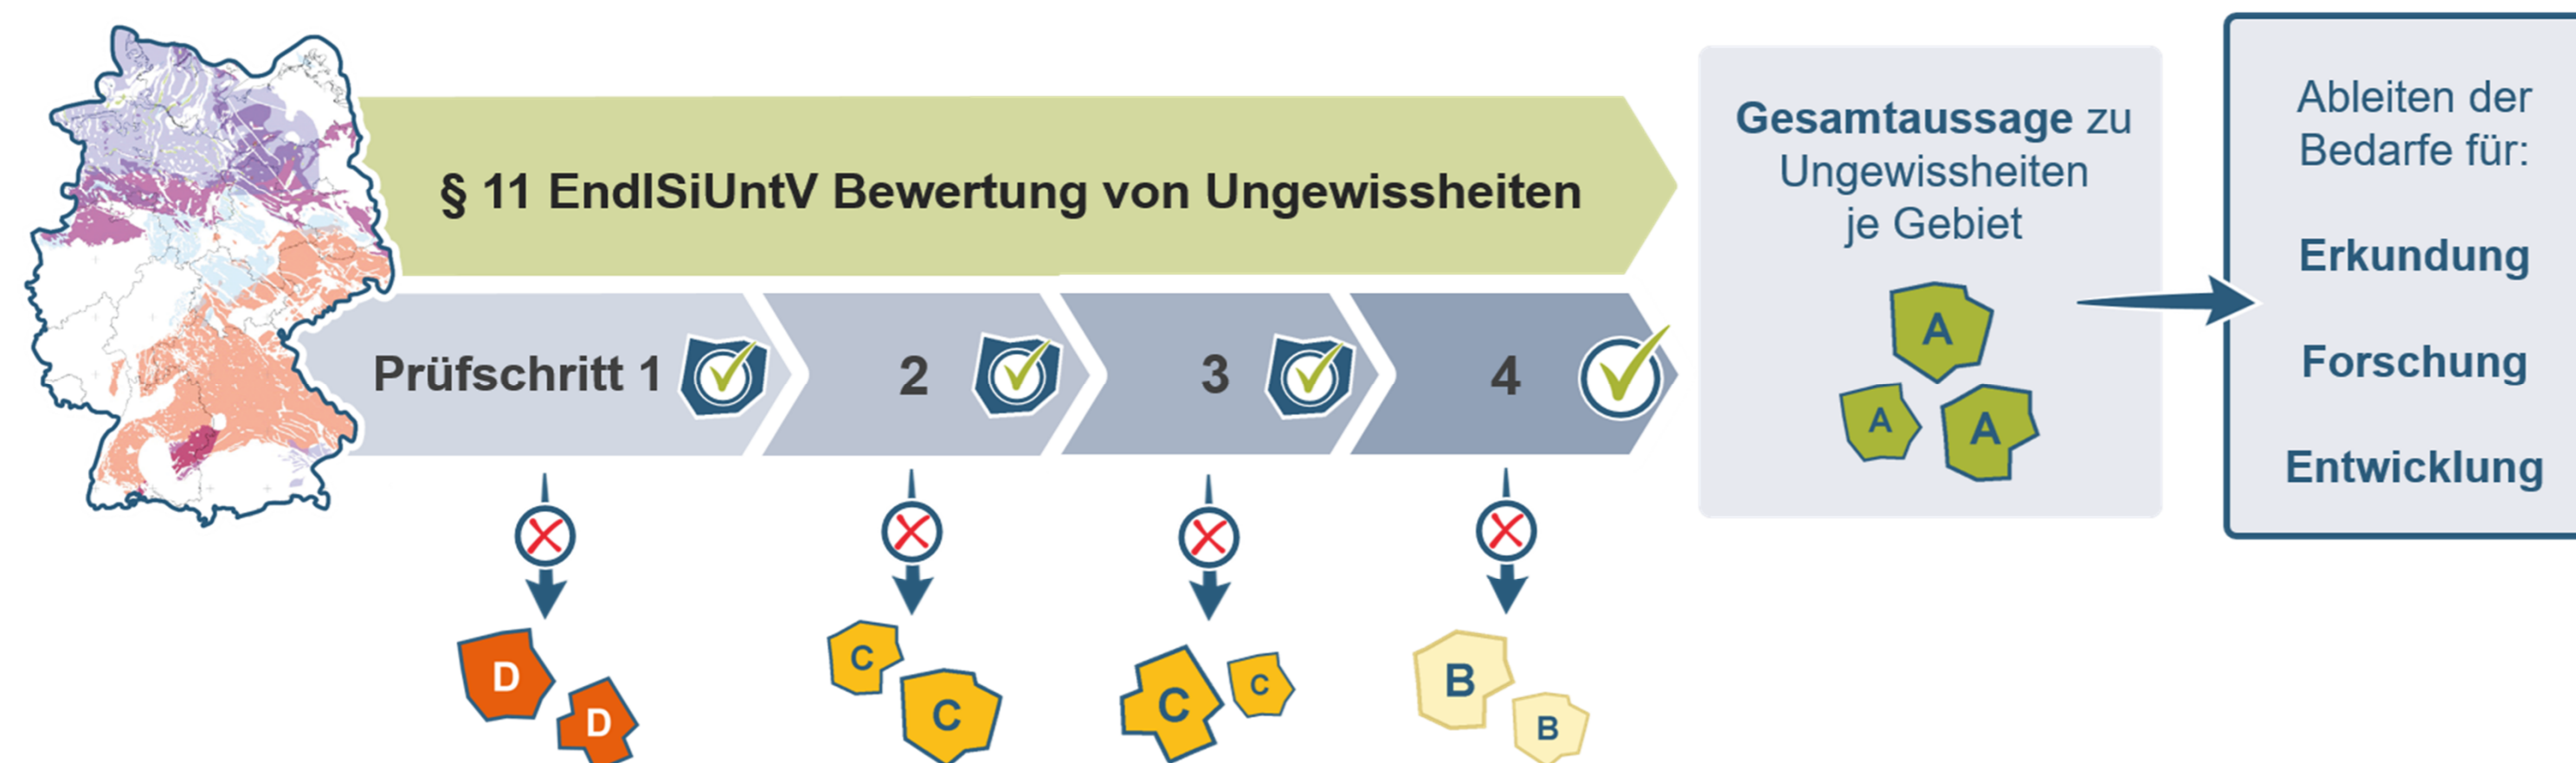 § 11 EndlSiUntV Bewertung von Ungewissheiten
Prüfschritt 1
2
3
4
D
D
C
C
C
C
B
B
Gesamtaussage zu
Ungewissheiten
je Gebiet
A
A
A
Ableiten der
Bedarfe für:
Erkundung
Forschung
Entwicklung